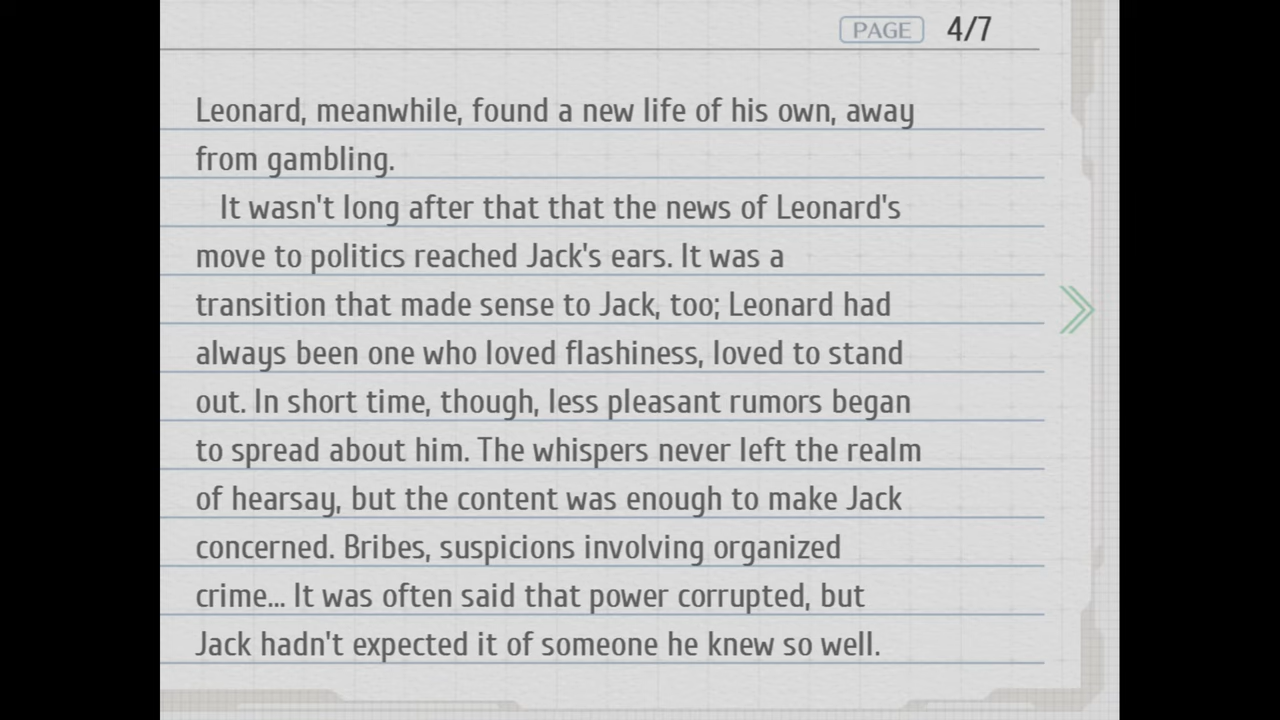 PAGE 4/7
Leonard, meanwhile, found a new life of his own, away
from gambling.
It wasn't long after that that the news of Leonard's
move to politics reached Jack's ears. It was a
transition that made sense to Jack, too; Leonard had
always been one who loved flashiness, loved to stand
out. In short time, though, less pleasant rumors began
to spread about him. The whispers never left the realm
of hearsay, but the content was enough to make Jack
concerned. Bribes, suspicions involving organized
crime... It was often said that power corrupted, but
Jack hadn't expected it of someone he knew so well.